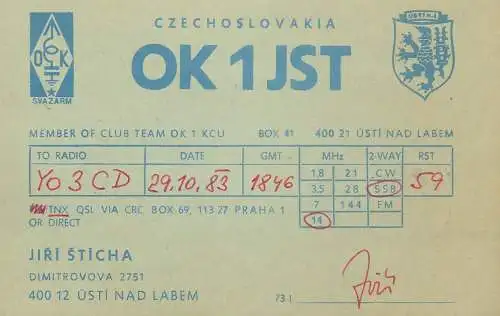 CZECHOSLOVAKIA
OK 1 JST
OK
SVAZARM
ÚSTÍ N.L.
MEMBER OF CLUB TEAM OK 1 KCU BOX 41 400 21 ÚSTÍ NAD LABEM
TO RADIO DATE GMT MHz 2-WAY RST
YO3CD 29.10.83 1846 59
1,8 21 CW
3.5 28 SSB
7 144 FM
14
TNX QSL VIA CRC BOX 69, 113 27 PRAHA 1
OR DIRECT
JIŘÍ ŠTÍCHA
DIMITROVOVA 2751
400 12 ÚSTÍ NAD LABEM
73 !
Jiří